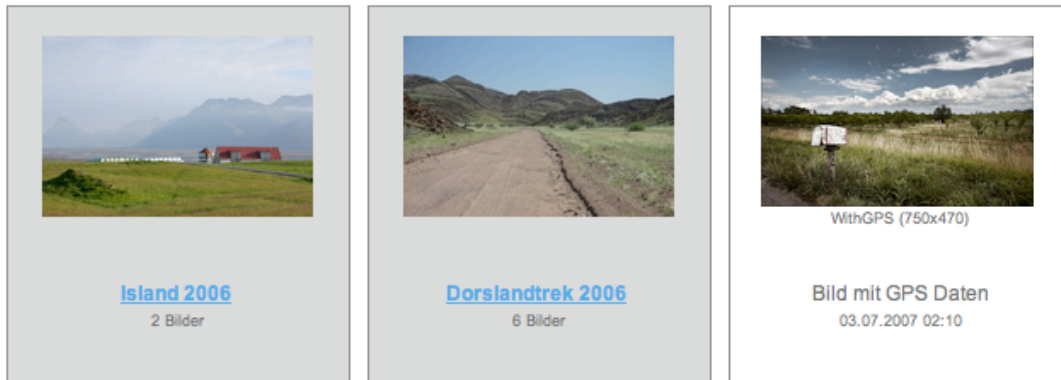 Island 2006
2 Bilder
Dorslandtrek 2006
6 Bilder
WithGPS (750x470)
Bild mit GPS Daten
03.07.2007 02:10